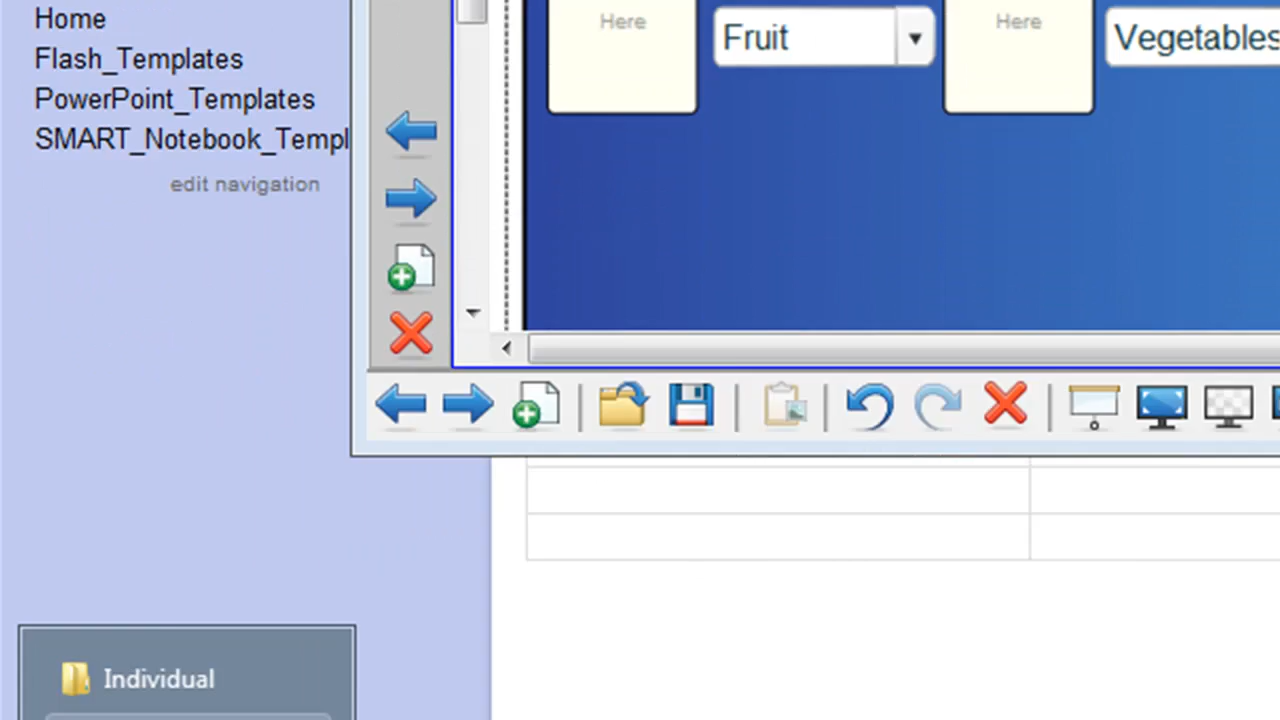 Home
Flash_Templates
PowerPoint_Templates
SMART_Notebook_Templ
edit navigation
Here
Fruit
Here
Vegetables
Individual